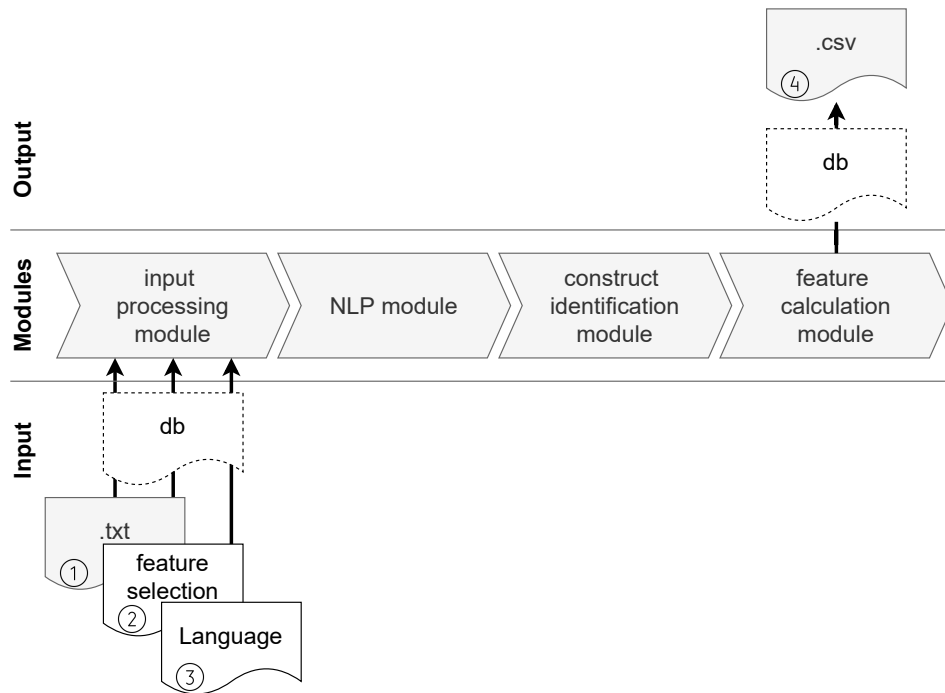 .csv
4
db
Output
Modules
input
processing
module
NLP module
construct
identification
module
feature
calculation
module
Input
db
.txt
1
feature
selection
2
Language
3